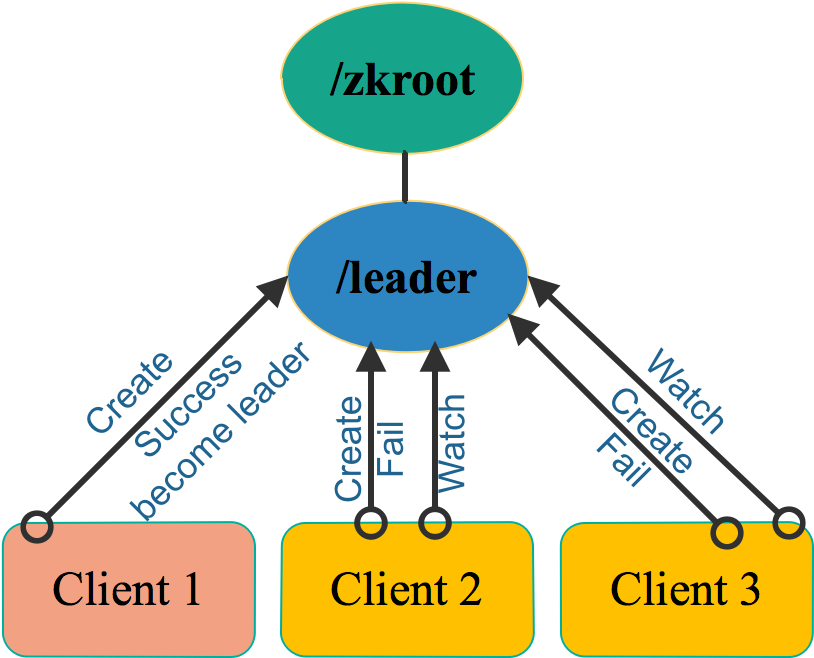 /zkroot
/leader
Create
Success
become leader
Create
Fail
Watch
Watch
Create
Fail
Client 1
Client 2
Client 3